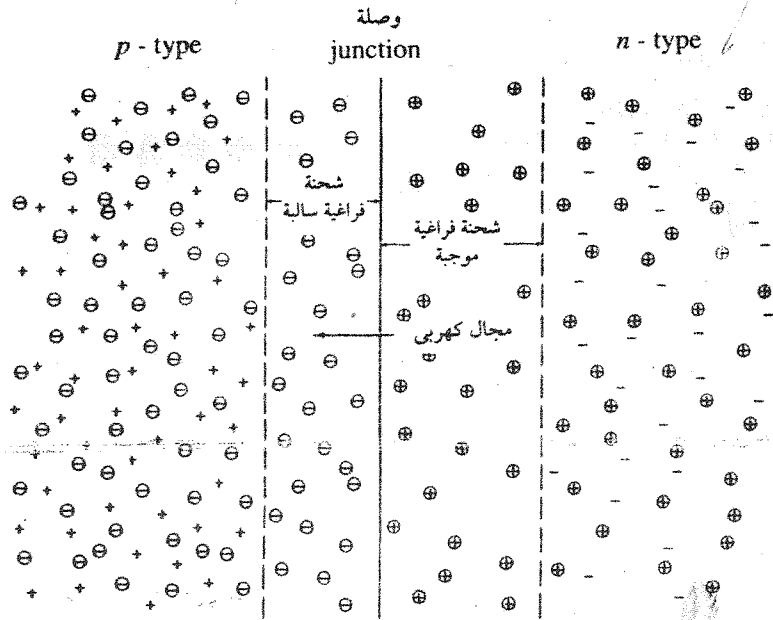 وصلة
p - type
junction
n - type
شحنة
فراغية سالبة
شحنة فراغية
موجبة
مجال كهربي